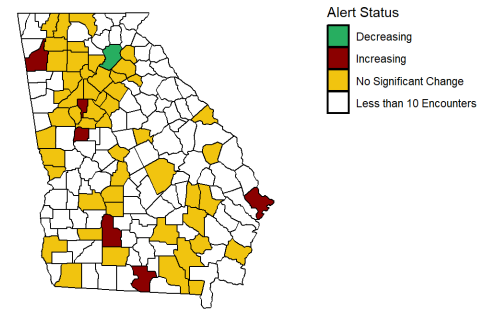 Alert Status
Decreasing
Increasing
No Significant Change
Less than 10 Encounters